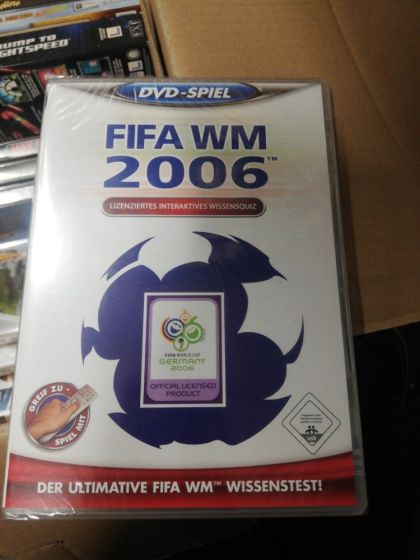 JUMP TO
LIGHTSPEED
DVD-SPIEL
FIFA WM
2006™
LIZENZIERTES INTERAKTIVES WISSENSQUIZ
FIFA WORLD CUP
GERMANY
2006
OFFICIAL LICENSED
PRODUCT
GREIF ZU -
SPIEL MIT
DER ULTIMATIVE FIFA WM™ WISSENSTEST!